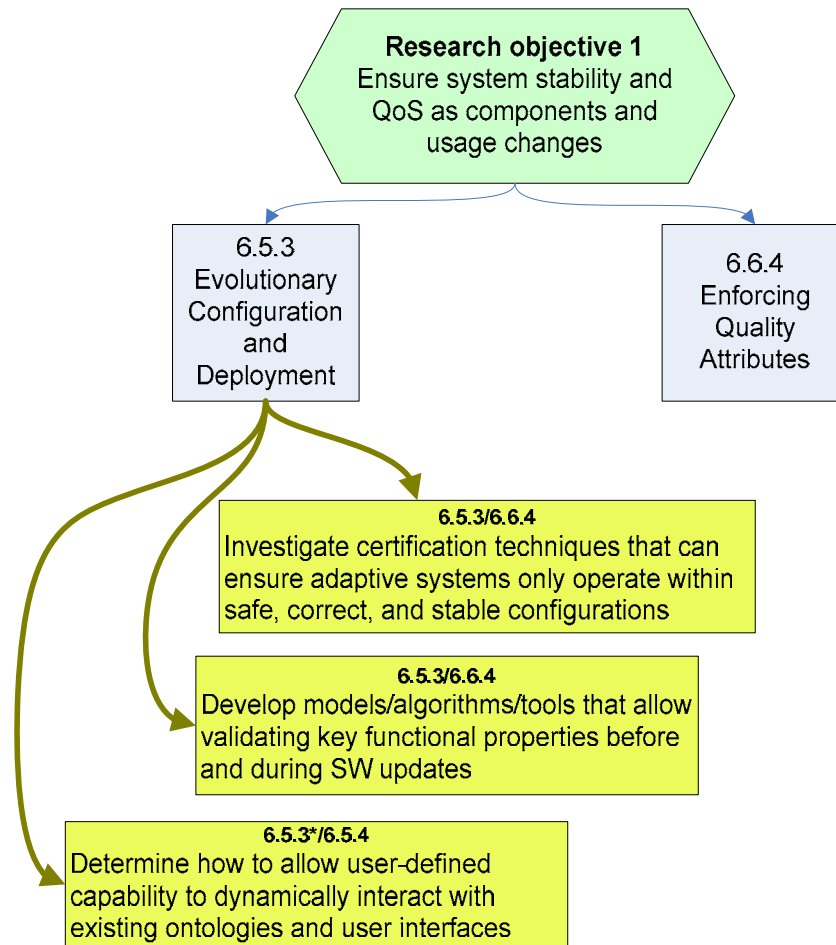 Research objective 1
Ensure system stability and
QoS as components and
usage changes
6.5.3
Evolutionary
Configuration
and
Deployment
6.6.4
Enforcing
Quality
Attributes
6.5.3/6.6.4
Investigate certification techniques that can
ensure adaptive systems only operate within
safe, correct, and stable configurations
6.5.3/6.6.4
Develop models/algorithms/tools that allow
validating key functional properties before
and during SW updates
6.5.3*/6.5.4
Determine how to allow user-defined
capability to dynamically interact with
existing ontologies and user interfaces